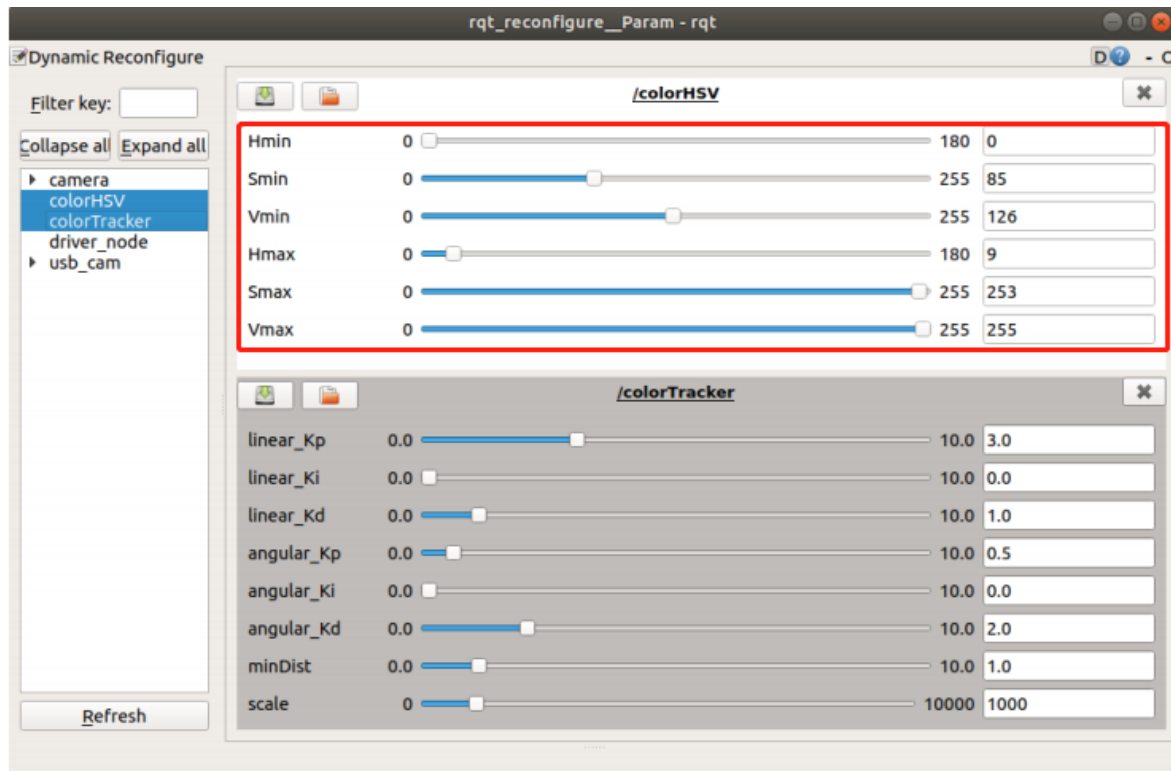 rqt_reconfigure__Param - rqt
Dynamic Reconfigure
D - O
Filter key:
Collapse all Expand all
camera
colorHSV
colorTracker
driver_node
usb_cam
Refresh
/colorHSV
Hmin 0 180 0
Smin 0 255 85
Vmin 0 255 126
Hmax 0 180 9
Smax 0 255 253
Vmax 0 255 255
/colorTracker
linear_Kp 0.0 10.0 3.0
linear_Ki 0.0 10.0 0.0
linear_Kd 0.0 10.0 1.0
angular_Kp 0.0 10.0 0.5
angular_Ki 0.0 10.0 0.0
angular_Kd 0.0 10.0 2.0
minDist 0.0 10.0 1.0
scale 0 10000 1000